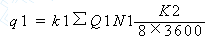 q1 = k1ΣQ1N1 K2/(8×3600)